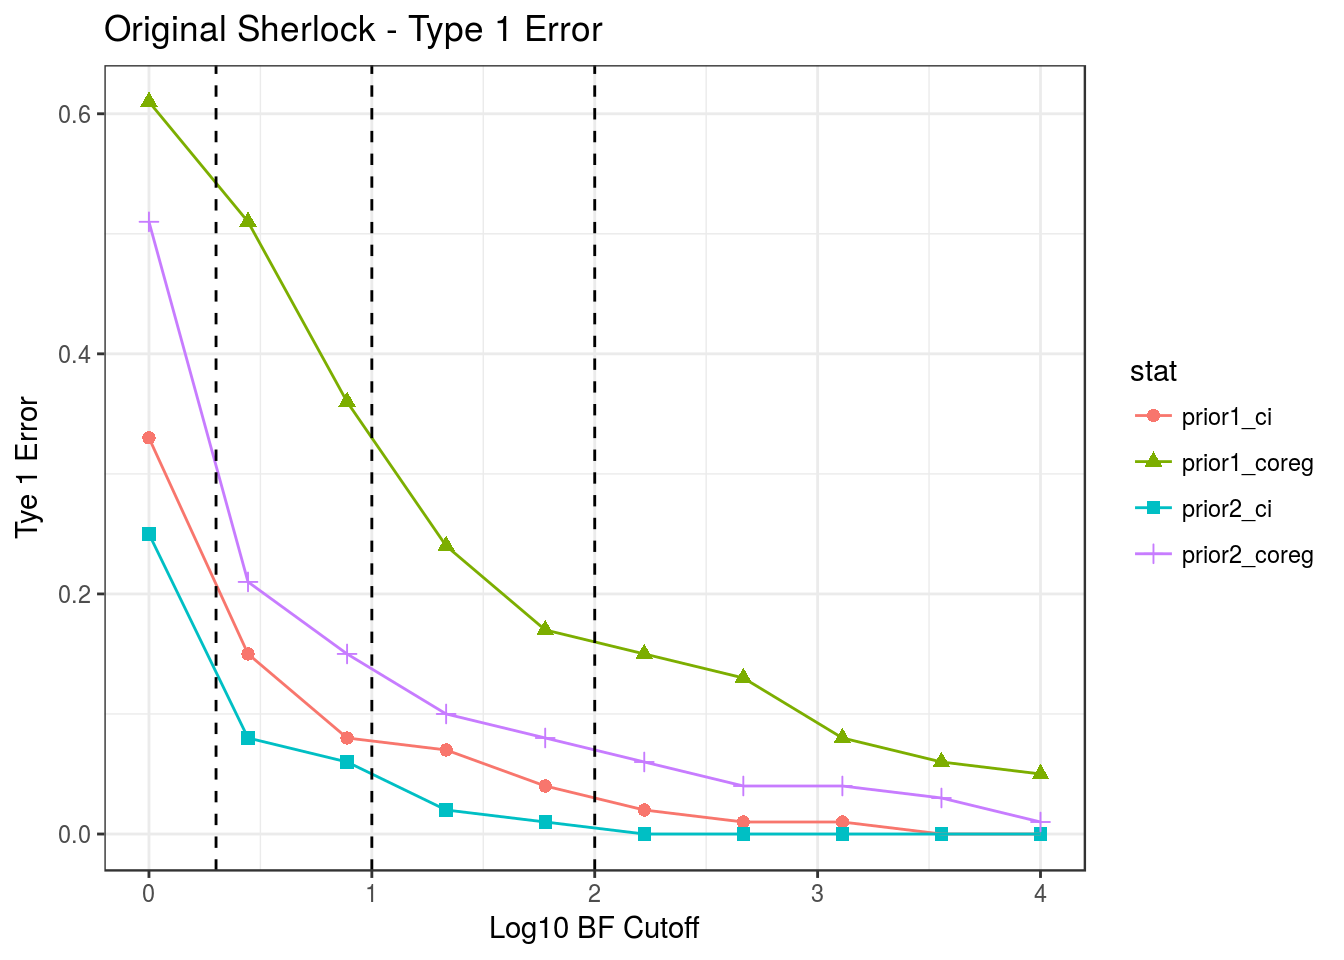 Original Sherlock - Type 1 Error
0.6
0.4
0.2
0.0
Tye 1 Error
0 1 2 3 4
Log10 BF Cutoff
stat
prior1_ci
prior1_coreg
prior2_ci
prior2_coreg